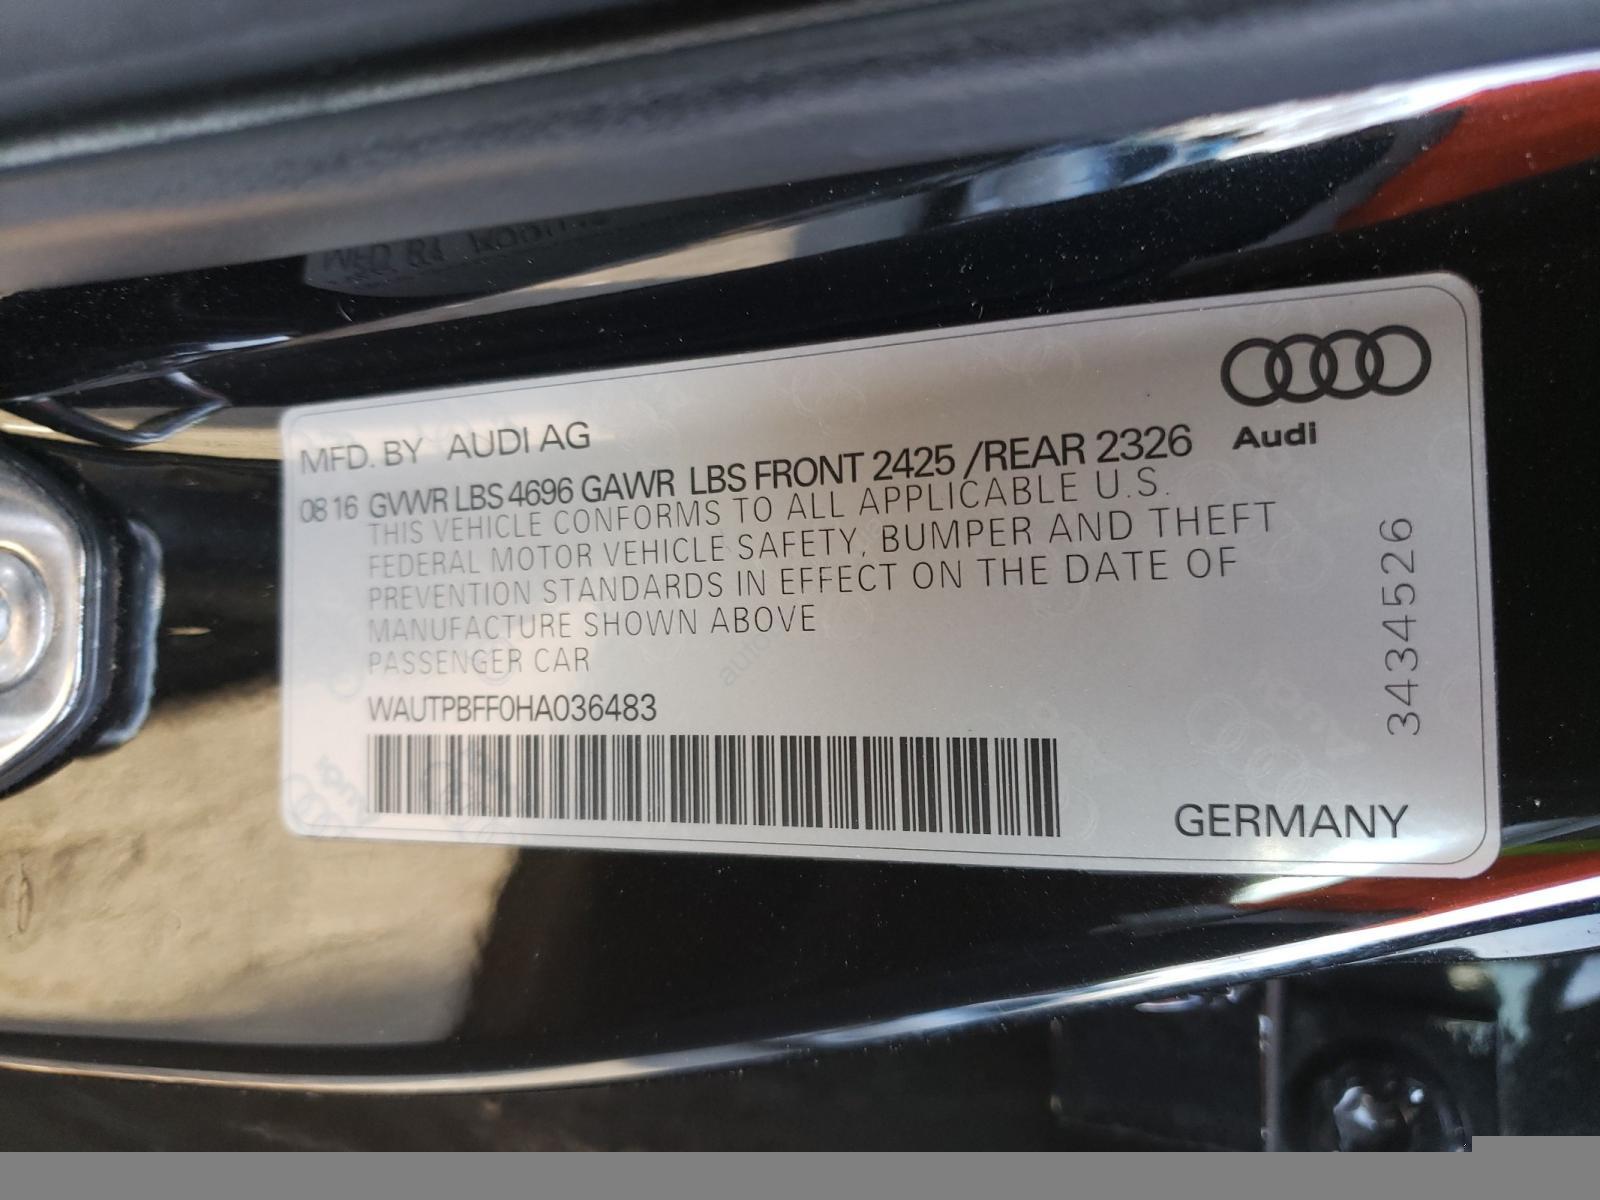 MFD. BY AUDI AG
08 16 GVWR LBS 4696 GAWR LBS FRONT 2425 /REAR 2326
THIS VEHICLE CONFORMS TO ALL APPLICABLE U.S.
FEDERAL MOTOR VEHICLE SAFETY, BUMPER AND THEFT
PREVENTION STANDARDS IN EFFECT ON THE DATE OF
MANUFACTURE SHOWN ABOVE
PASSENGER CAR
WAUTPBFF0HA036483
Audi
3434526
GERMANY